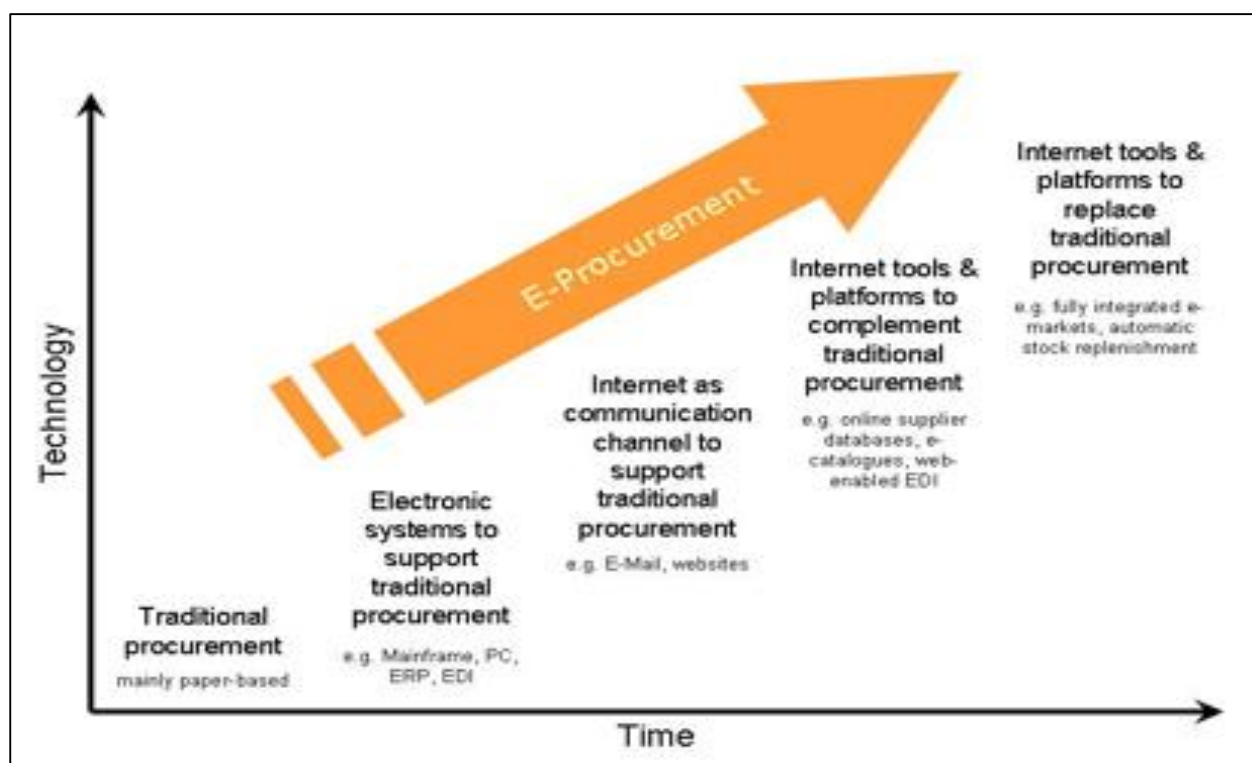 Technology
E-Procurement
Traditional
procurement
mainly paper-based
Electronic
systems to
support
traditional
procurement
e.g. Mainframe, PC,
ERP, EDI
Internet as
communication
channel to
support
traditional
procurement
e.g. E-Mail, websites
Internet tools &
platforms to
complement
traditional
procurement
e.g. online supplier
databases, e-
catalogues, web-
enabled EDI
Internet tools &
platforms to
replace
traditional
procurement
e.g. fully integrated e-
markets, automatic
stock replenishment
Time